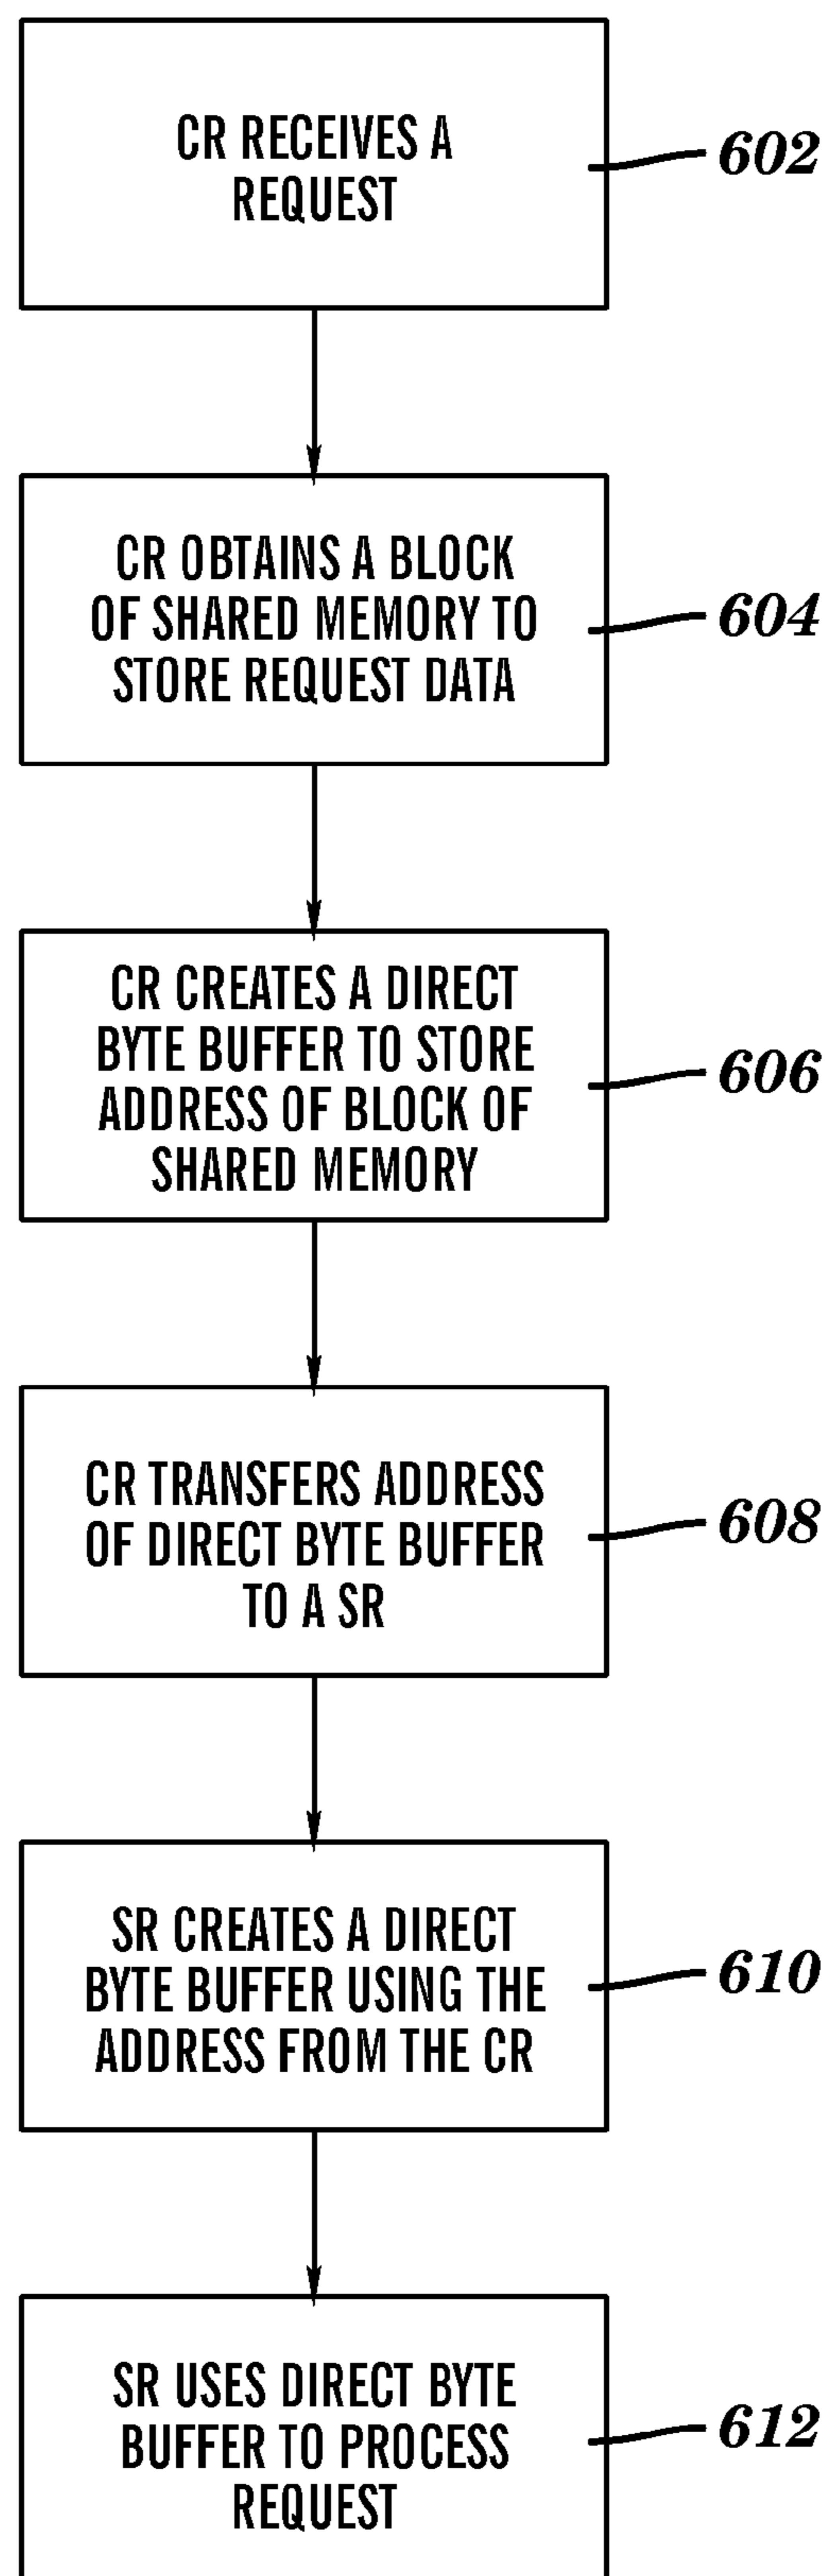 CR RECEIVES A
REQUEST
602
CR OBTAINS A BLOCK
OF SHARED MEMORY TO
STORE REQUEST DATA
604
CR CREATES A DIRECT
BYTE BUFFER TO STORE
ADDRESS OF BLOCK OF
SHARED MEMORY
606
CR TRANSFERS ADDRESS
OF DIRECT BYTE BUFFER
TO A SR
608
SR CREATES A DIRECT
BYTE BUFFER USING THE
ADDRESS FROM THE CR
610
SR USES DIRECT BYTE
BUFFER TO PROCESS
REQUEST
612